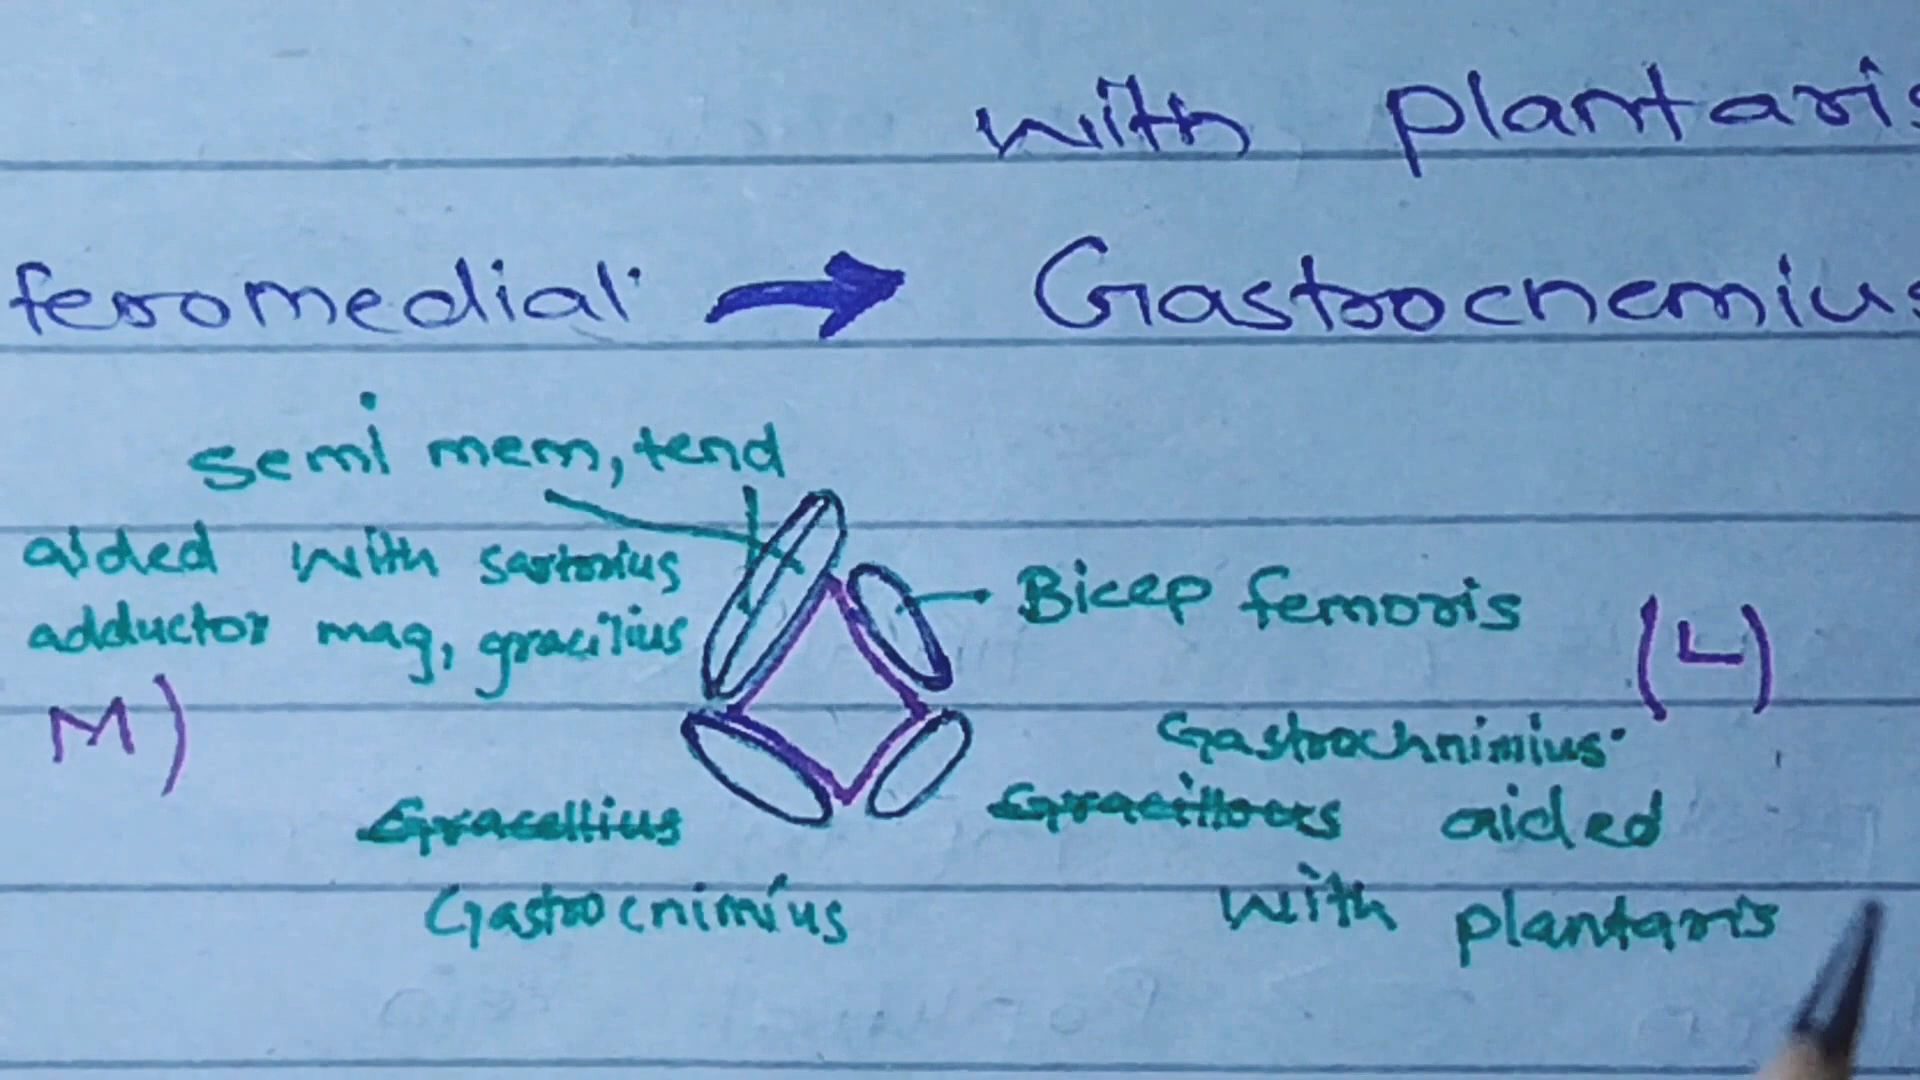 with plantaris
feromedial → Gastrocnemius
semi mem, tend
aided with sartorius
adductor mag, gracilius
Bicep femoris
(L)
M)
Gastrochnimius
Gracillous aided
with plantaris
Gracellius
Gastrocnimius